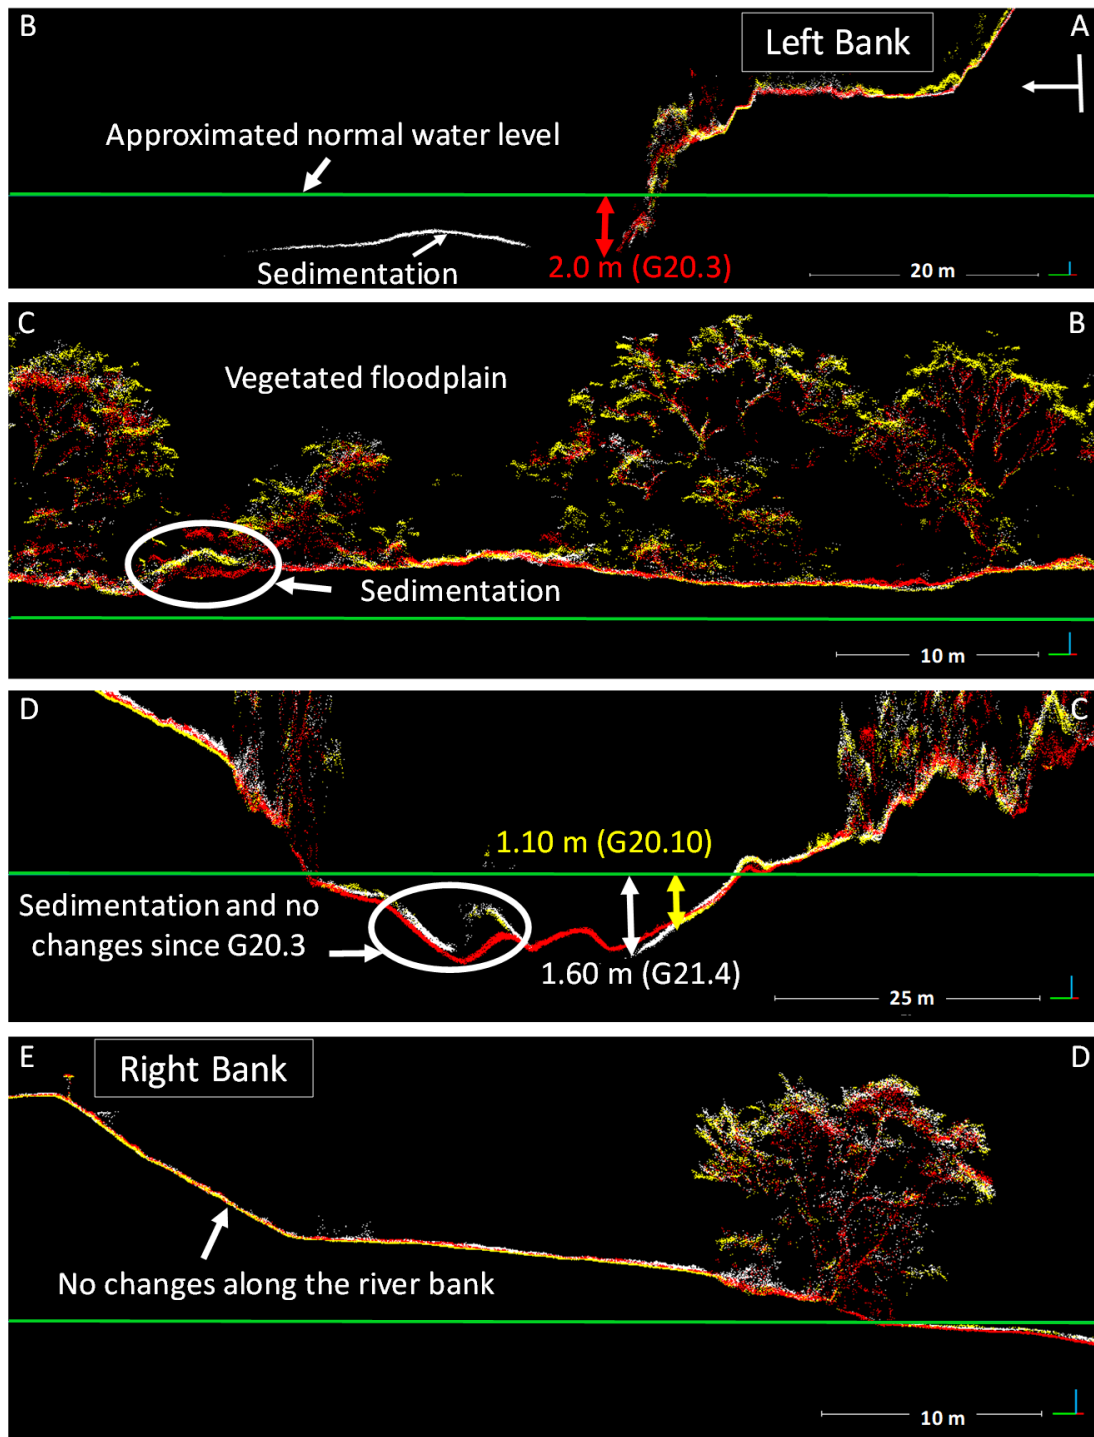 B
Left Bank
A
Approximated normal water level
Sedimentation
2.0 m (G20.3)
20 m
C
B
Vegetated floodplain
Sedimentation
10 m
D
C
1.10 m (G20.10)
Sedimentation and no
changes since G20.3
1.60 m (G21.4)
25 m
E
Right Bank
D
No changes along the river bank
10 m